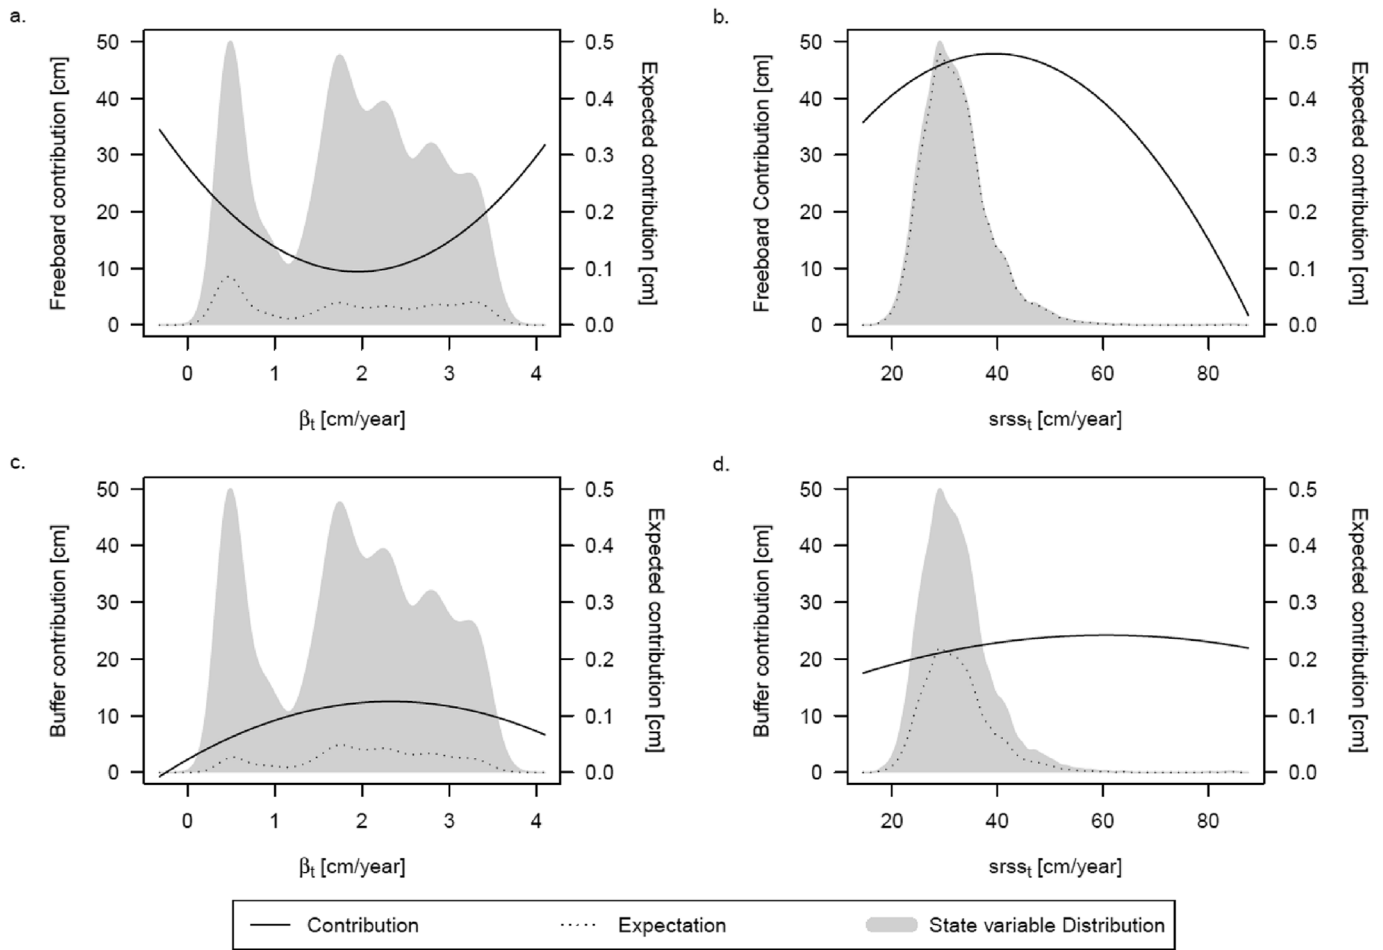 a.
50
40
30
20
10
0
Freeboard contribution [cm]
0.5
0.4
0.3
0.2
0.1
0.0
Expected contribution [cm]
0 1 2 3 4
βt [cm/year]
b.
50
40
30
20
10
0
Freeboard Contribution [cm]
0.5
0.4
0.3
0.2
0.1
0.0
Expected contribution [cm]
20 40 60 80
srsst [cm/year]
c.
50
40
30
20
10
0
Buffer contribution [cm]
0.5
0.4
0.3
0.2
0.1
0.0
Expected contribution [cm]
0 1 2 3 4
βt [cm/year]
d.
50
40
30
20
10
0
Buffer contribution [cm]
0.5
0.4
0.3
0.2
0.1
0.0
Expected contribution [cm]
20 40 60 80
srsst [cm/year]
Contribution Expectation State variable Distribution